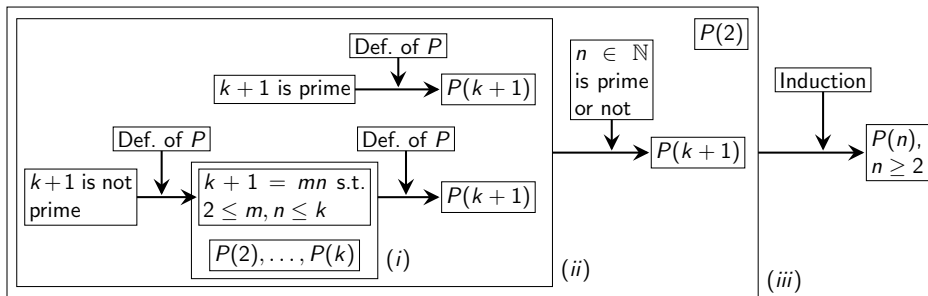 P(2)
Def. of P
k + 1 is prime
P(k + 1)
n ∈ ℕ
is prime
or not
Induction
Def. of P
Def. of P
P(k + 1)
P(n),
n ≥ 2
k + 1 is not
prime
k + 1 = mn s.t.
2 ≤ m, n ≤ k
P(k + 1)
P(2), . . . , P(k)
(i)
(ii)
(iii)